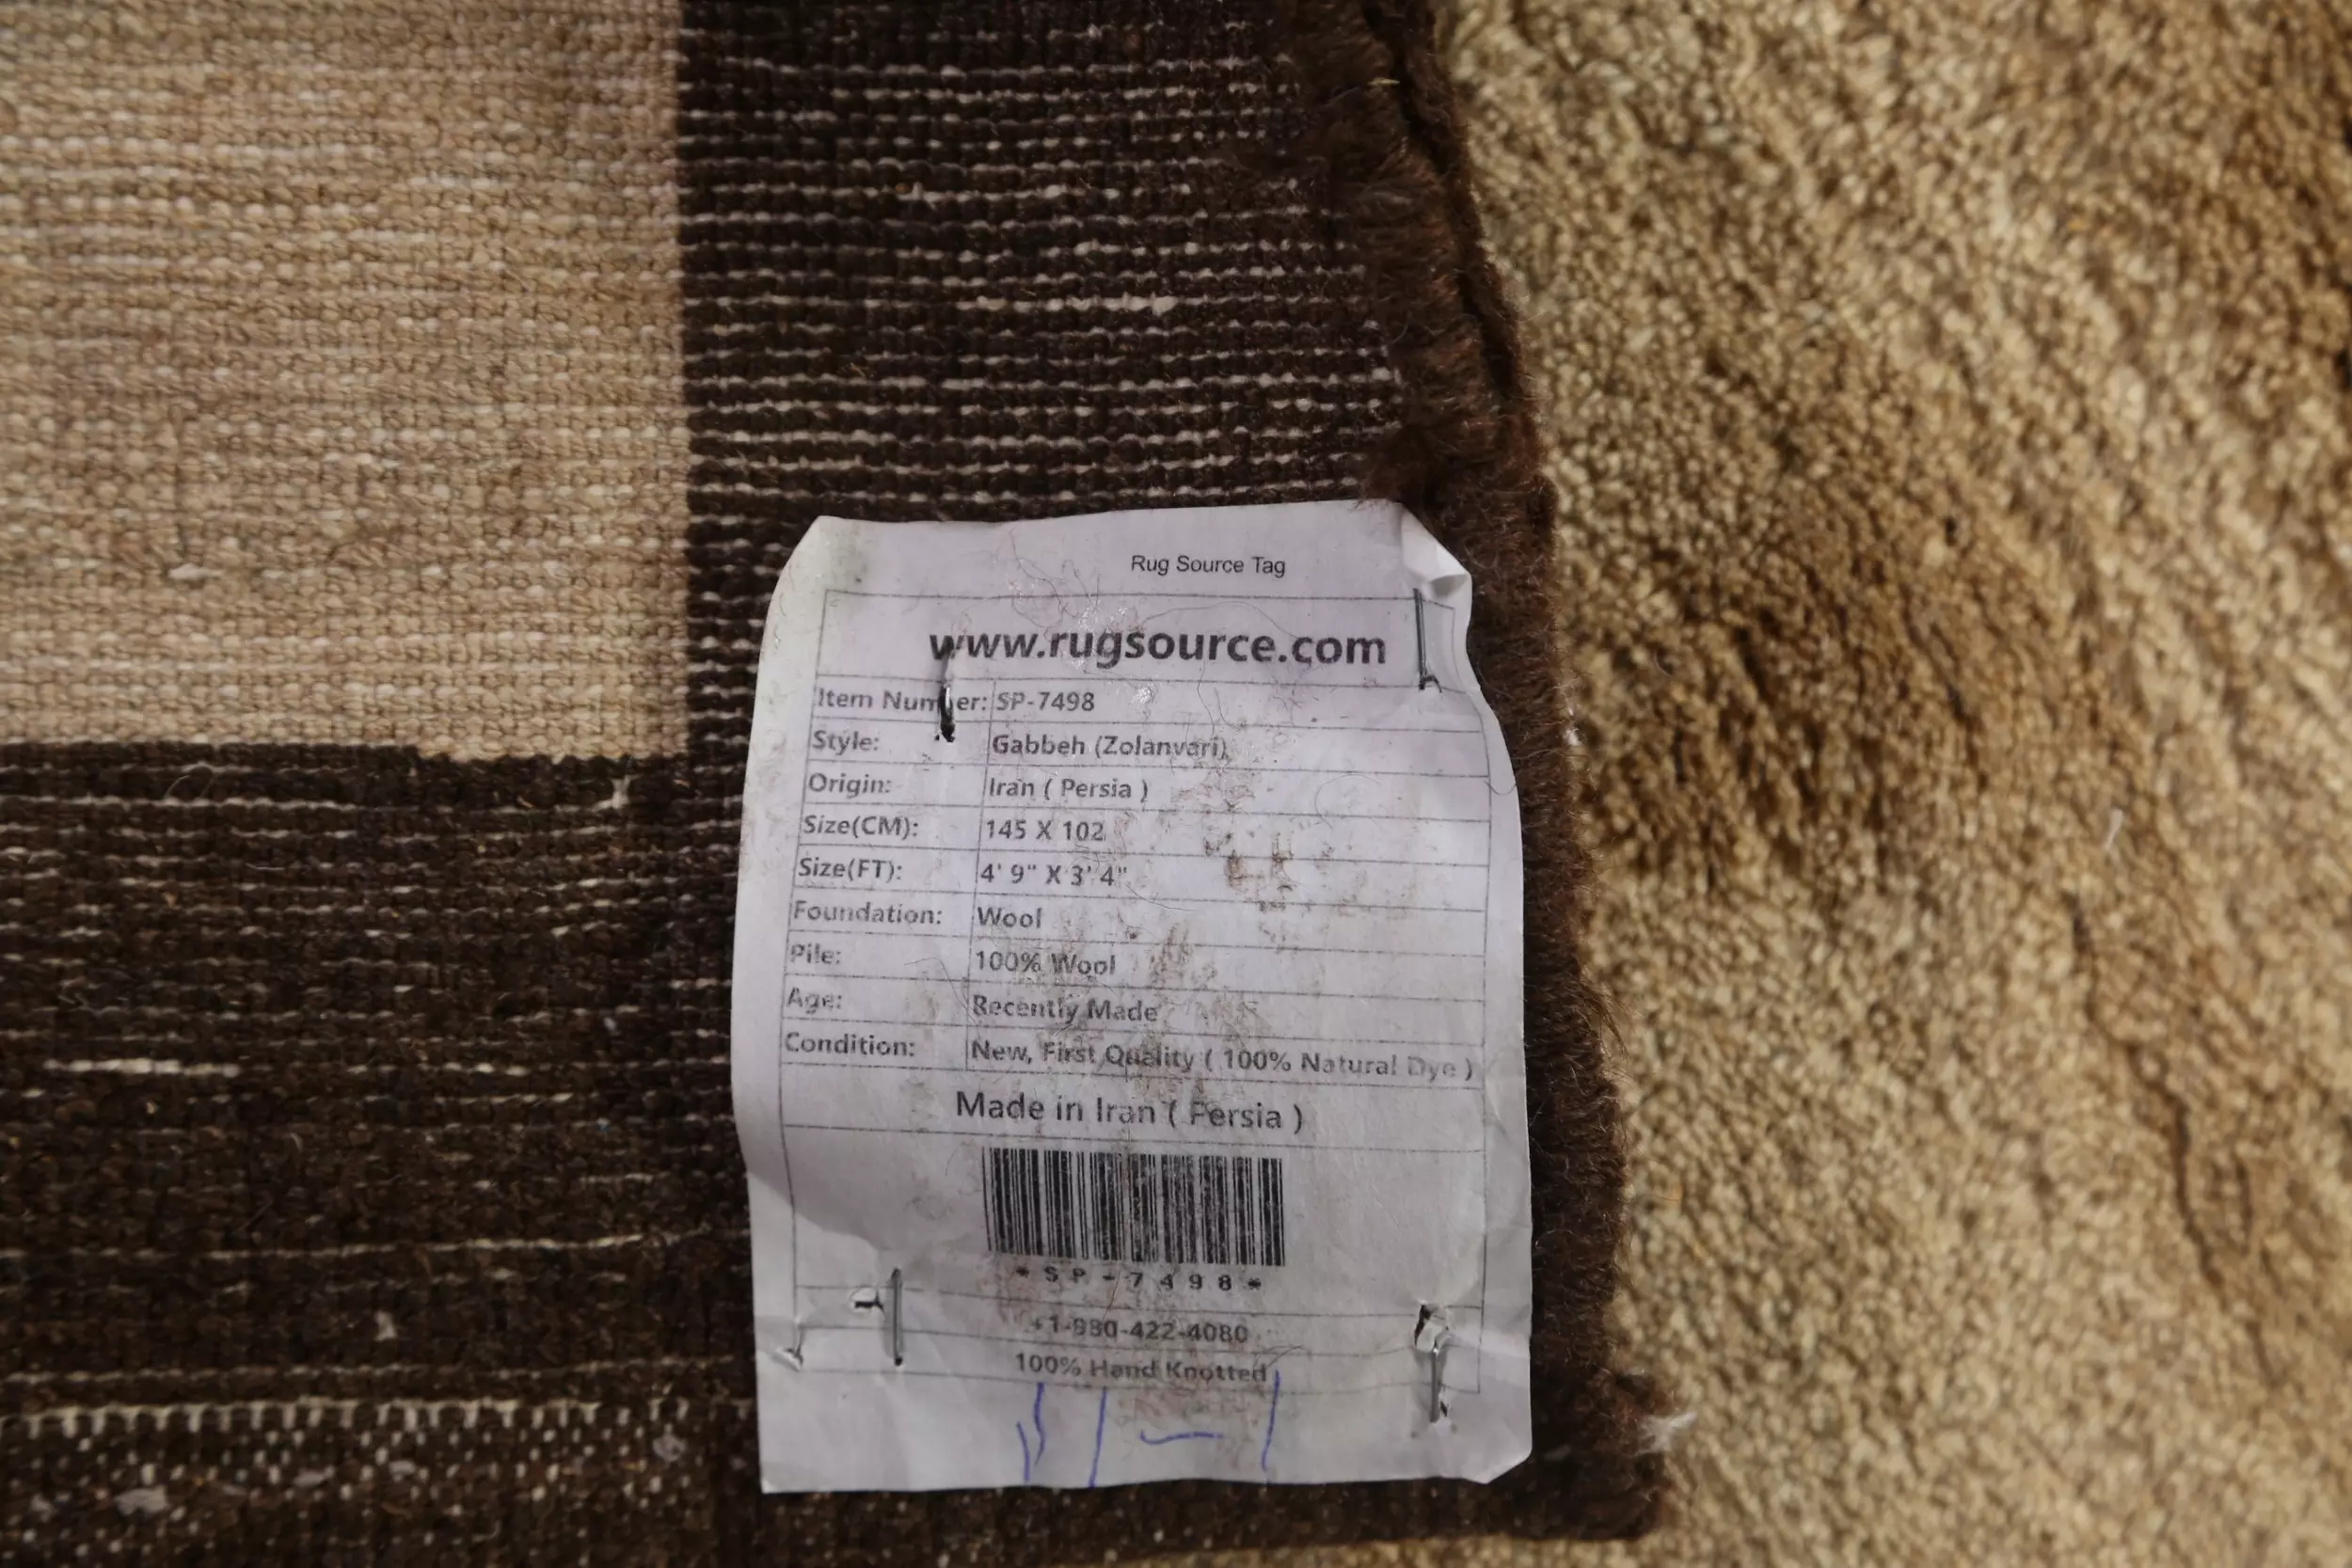 Rug Source Tag
www.rugsource.com
Item Number: SP-7498
Style: Gabbeh (Zolanvari)
Origin: Iran ( Persia )
Size(CM): 145 X 102
Size(FT): 4' 9" X 3' 4"
Foundation: Wool
Pile: 100% Wool
Age: Recently Made
Condition: New, First Quality ( 100% Natural Dye )
Made in Iran ( Persia )
*SP-7498*
+1-980-422-4080
100% Hand Knotted